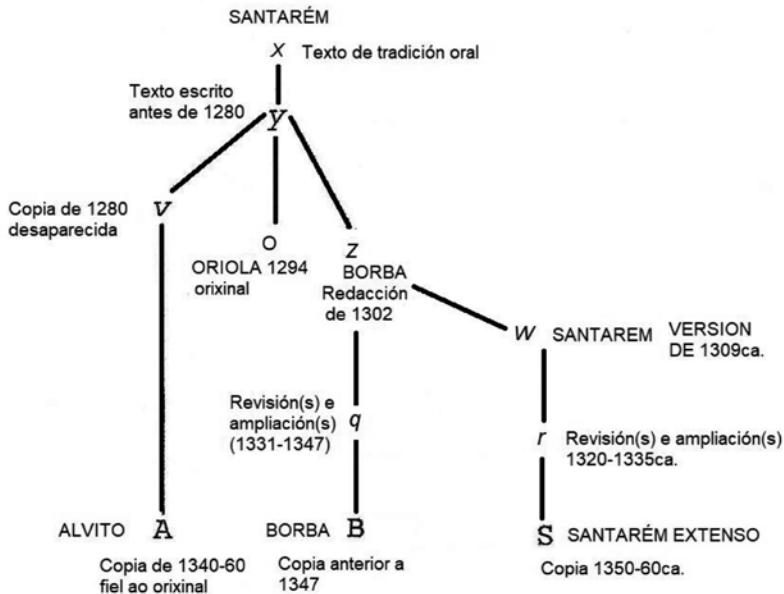 SANTARÉM
x Texto de tradición oral
Texto escrito
antes de 1280
y
Copia de 1280
desaparecida
v
O
ORIOLA 1294
orixinal
z
BORBA
Redacción
de 1302
w SANTAREM
VERSION
DE 1309ca.
Revisión(s) e
ampliación(s)
(1331-1347)
q
r
Revisión(s) e ampliación(s)
1320-1335ca.
ALVITO A
Copia de 1340-60
fiel ao orixinal
BORBA B
Copia anterior a
1347
S SANTARÉM EXTENSO
Copia 1350-60ca.